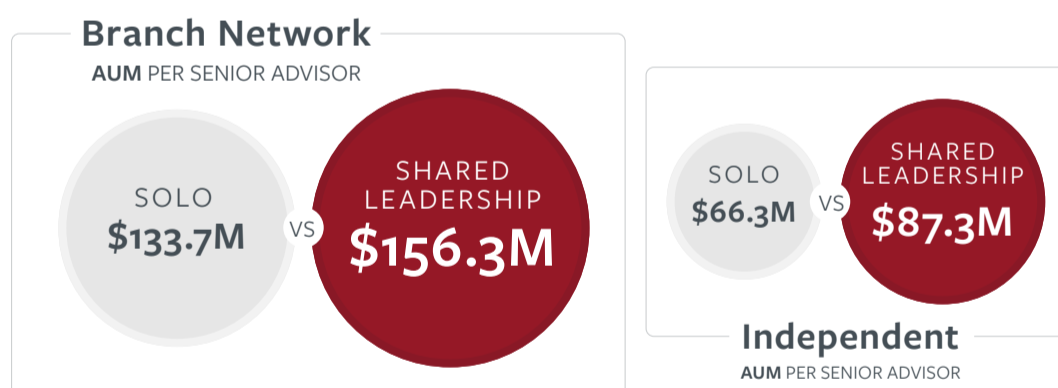 Branch Network
AUM PER SENIOR ADVISOR
SOLO
$133.7M
VS
SHARED
LEADERSHIP
$156.3M
SOLO
$66.3M
VS
SHARED
LEADERSHIP
$87.3M
Independent
AUM PER SENIOR ADVISOR